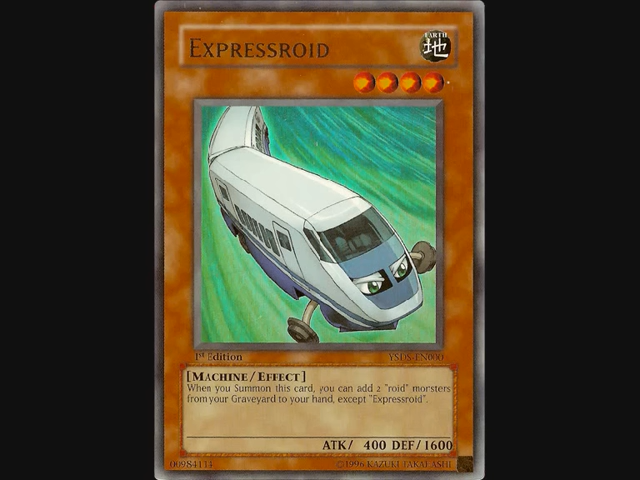 EXPRESSROID
EARTH
地
1st Edition
YSDS-EN000
[MACHINE/EFFECT]
When you Summon this card, you can add 2 "roid" monsters
from your Graveyard to your hand, except "Expressroid".
ATK/ 400 DEF/1600
00984114
©1996 KAZUKI TAKAHASHI